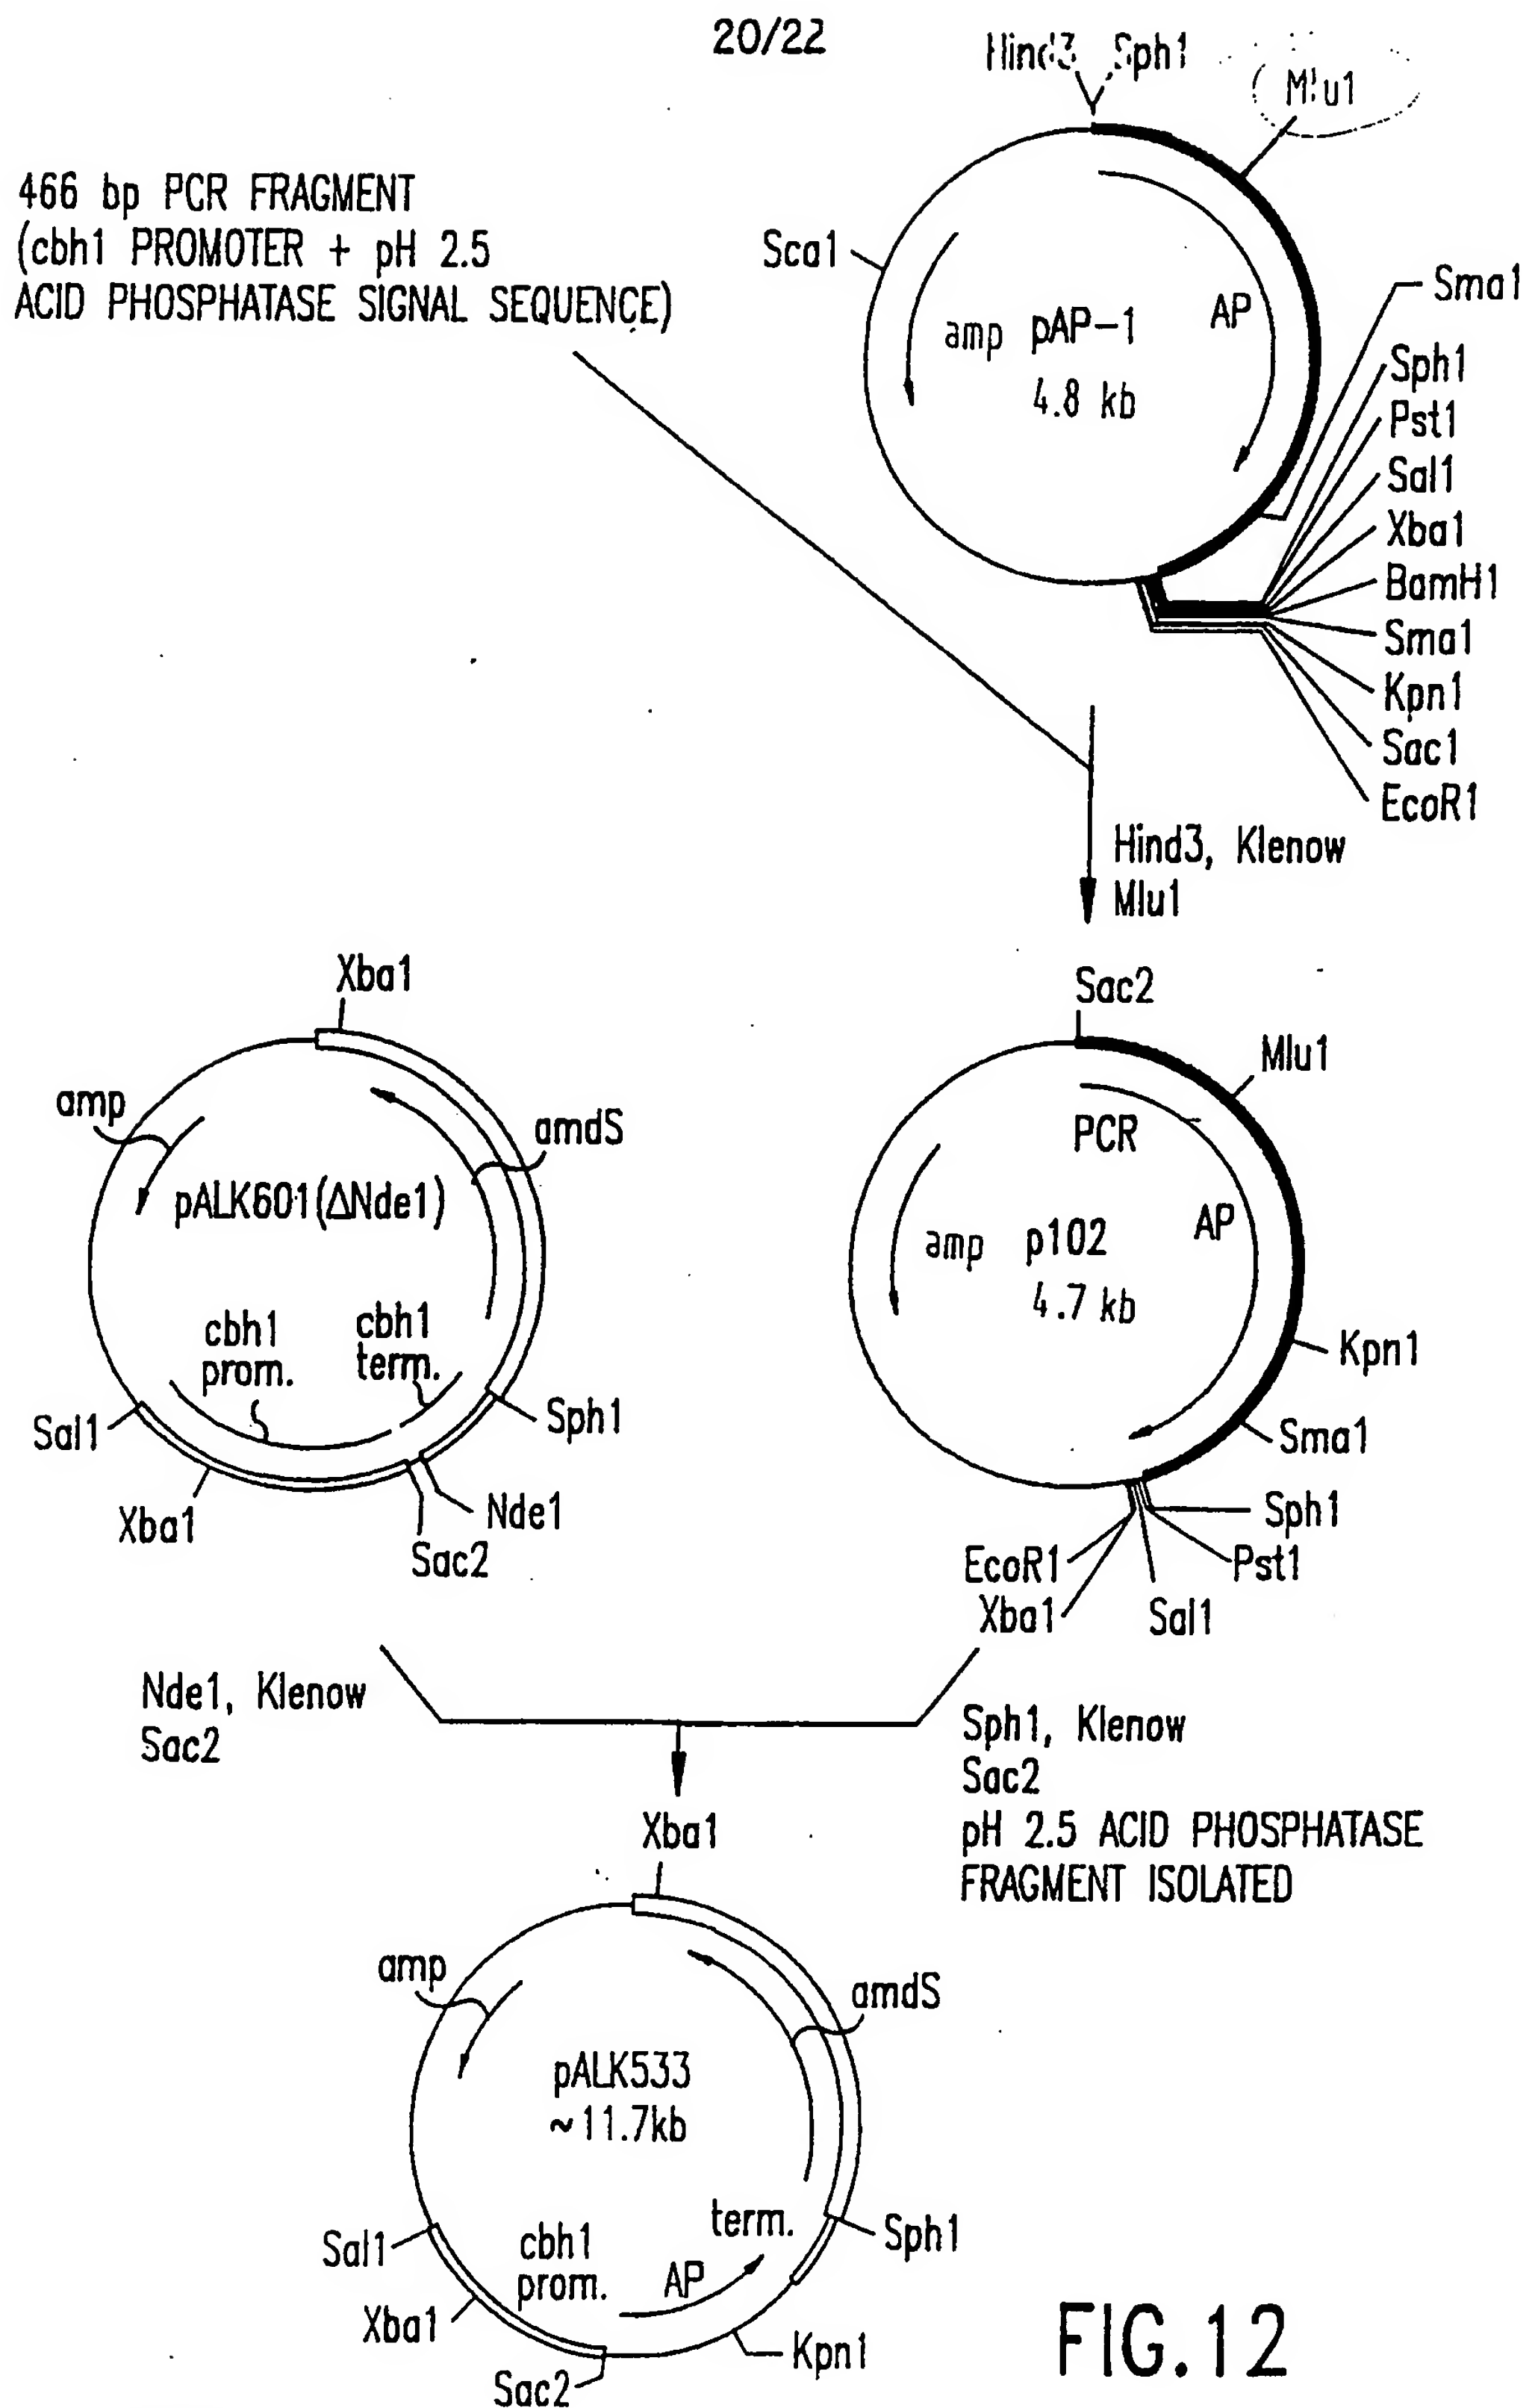 20/22
466 bp PCR FRAGMENT
(cbh1 PROMOTER + pH 2.5
ACID PHOSPHATASE SIGNAL SEQUENCE)
Hind3
Sph1
Mlu1
Sca1
amp
pAP-1
4.8 kb
AP
Sma1
Sph1
Pst1
Sal1
Xba1
BamH1
Sma1
Kpn1
Sac1
EcoR1
Hind3, Klenow
Mlu1
Xba1
amp
amdS
pALK601(ΔNde1)
cbh1
prom.
cbh1
term.
Sal1
Sph1
Xba1
Nde1
Sac2
Sac2
Mlu1
PCR
AP
amp
p102
4.7 kb
Kpn1
Sma1
Sph1
EcoR1
Pst1
Xba1
Sal1
Nde1, Klenow
Sac2
Sph1, Klenow
Sac2
pH 2.5 ACID PHOSPHATASE
FRAGMENT ISOLATED
Xba1
amp
amdS
pALK533
~11.7kb
term.
Sph1
Sal1
cbh1
prom.
AP
Xba1
Kpn1
Sac2
FIG.12